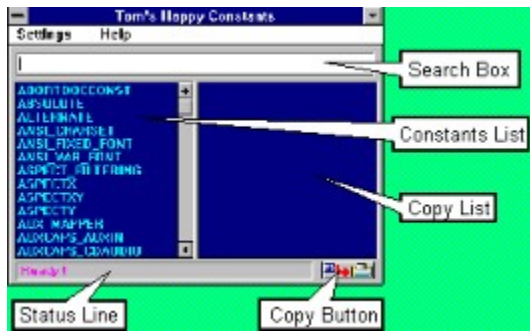 Tom's Happy Constants
Settings Help
Search Box
ABORTDOCCONST
ABSOLUTE
ALTERNATE
ANSI_CHARSET
ANSI_FIXED_FONT
ANSI_VAR_FONT
ASPECT_FILTERING
ASPECTX
ASPECTXY
ASPECTY
AUX_MAPPER
AUXCAPS_AUXIN
AUXCAPS_CDAUDIO
Constants List
Copy List
Ready!
Status Line
Copy Button